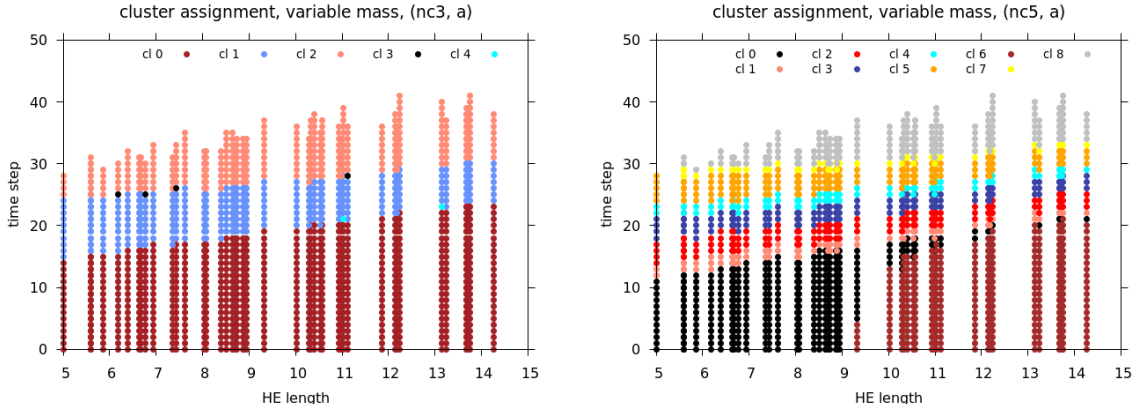 cluster assignment, variable mass, (nc3, a)
50
cl 0 cl 1 cl 2 cl 3 cl 4
40
30
20
10
0
time step
5 6 7 8 9 10 11 12 13 14 15
HE length
cluster assignment, variable mass, (nc5, a)
50
cl 0 cl 2 cl 4 cl 6 cl 8
cl 1 cl 3 cl 5 cl 7
40
30
20
10
0
time step
5 6 7 8 9 10 11 12 13 14 15
HE length